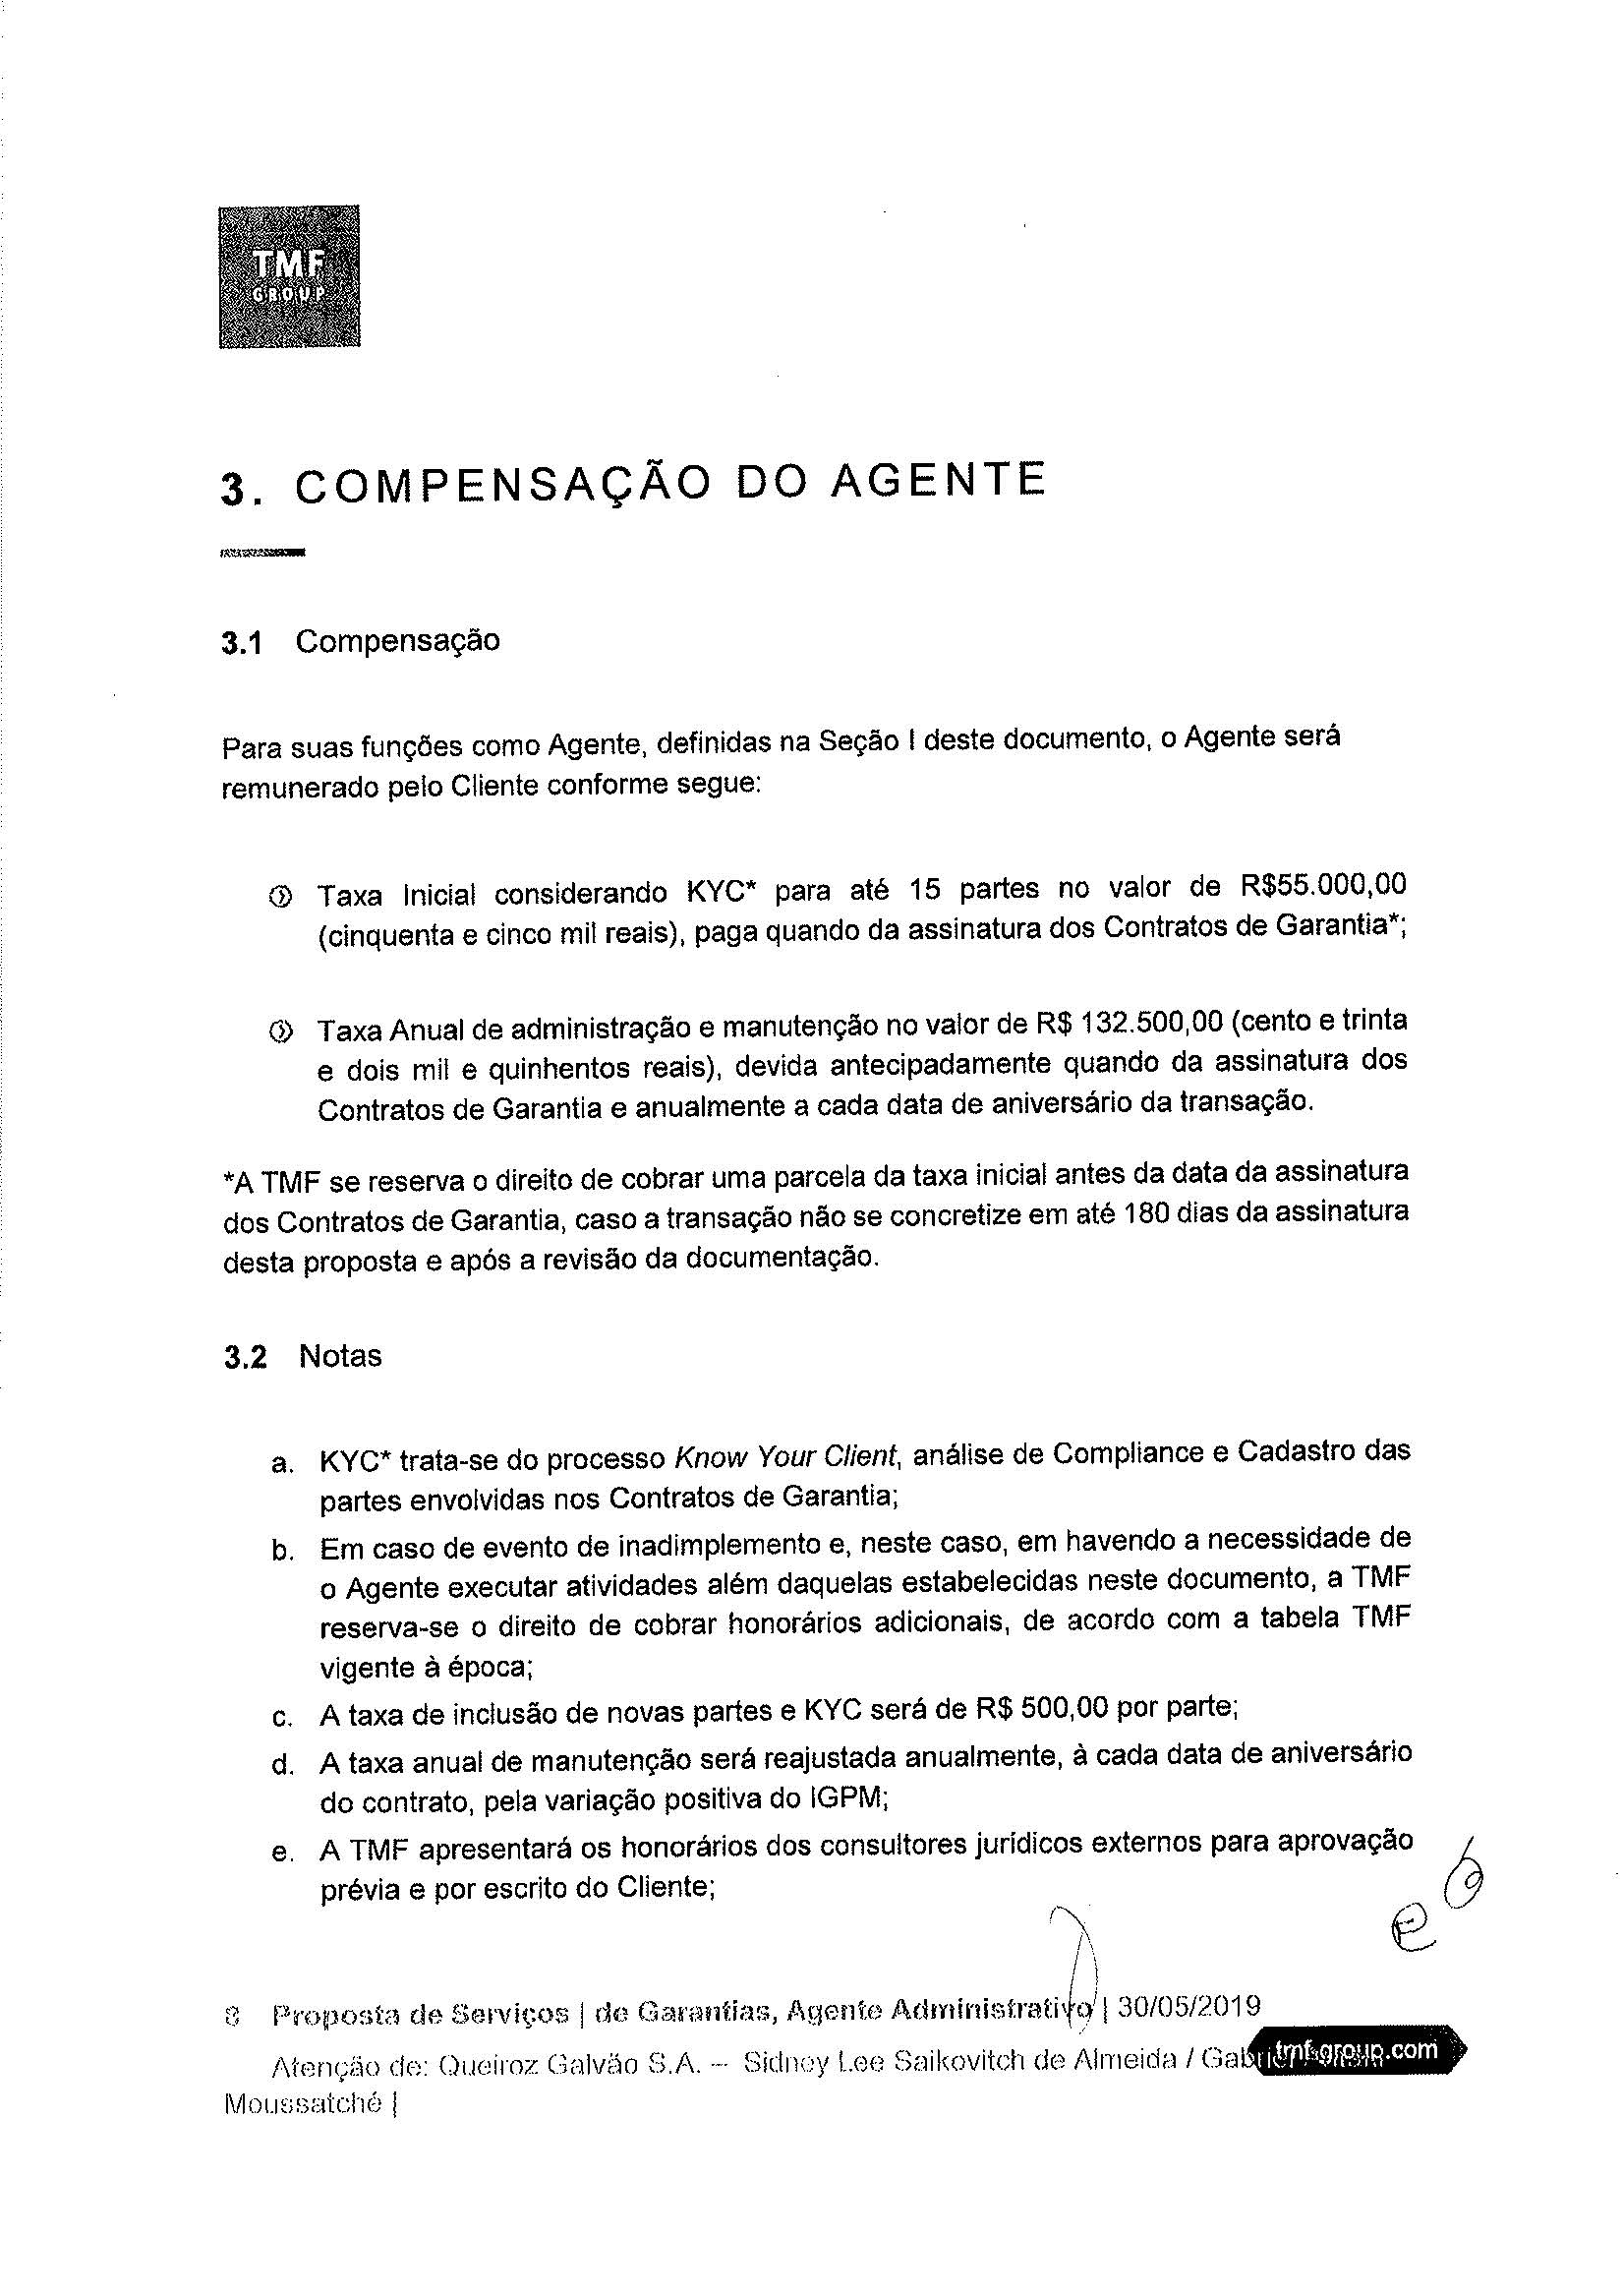 TMF
GROUP
3. COMPENSAÇÃO DO AGENTE
3.1 Compensação
Para suas funções como Agente, definidas na Seção I deste documento, o Agente será
remunerado pelo Cliente conforme segue:
Taxa Inicial considerando KYC* para até 15 partes no valor de R$55.000,00
(cinquenta e cinco mil reais), paga quando da assinatura dos Contratos de Garantia*;
Taxa Anual de administração e manutenção no valor de R$ 132.500,00 (cento e trinta
e dois mil e quinhentos reais), devida antecipadamente quando da assinatura dos
Contratos de Garantia e anualmente a cada data de aniversário da transação.
*A TMF se reserva o direito de cobrar uma parcela da taxa inicial antes da data da assinatura
dos Contratos de Garantia, caso a transação não se concretize em até 180 dias da assinatura
desta proposta e após a revisão da documentação.
3.2 Notas
a. KYC* trata-se do processo Know Your Client, análise de Compliance e Cadastro das
partes envolvidas nos Contratos de Garantia;
b. Em caso de evento de inadimplemento e, neste caso, em havendo a necessidade de
o Agente executar atividades além daquelas estabelecidas neste documento, a TMF
reserva-se o direito de cobrar honorários adicionais, de acordo com a tabela TMF
vigente à época;
c. A taxa de inclusão de novas partes e KYC será de R$ 500,00 por parte;
d. A taxa anual de manutenção será reajustada anualmente, à cada data de aniversário
do contrato, pela variação positiva do IGPM;
e. A TMF apresentará os honorários dos consultores jurídicos externos para aprovação
prévia e por escrito do Cliente;
8 Proposta de Serviços | de Garantias, Agente Administrativo | 30/05/2019
Atenção de: Queiroz Galvão S.A. – Sidney Lee Saikovitch de Almeida /
tmf-group.com
Moussatché |